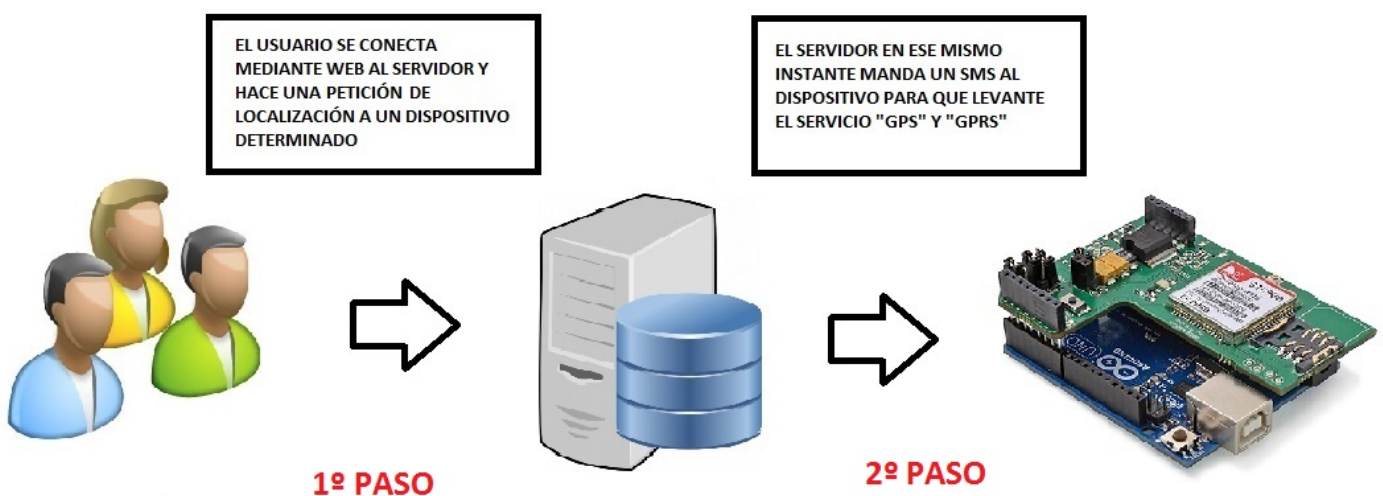 EL USUARIO SE CONECTA
MEDIANTE WEB AL SERVIDOR Y
HACE UNA PETICIÓN DE
LOCALIZACIÓN A UN DISPOSITIVO
DETERMINADO
EL SERVIDOR EN ESE MISMO
INSTANTE MANDA UN SMS AL
DISPOSITIVO PARA QUE LEVANTE
EL SERVICIO "GPS" Y "GPRS"
1º PASO
2º PASO
UNO
ARDUINO